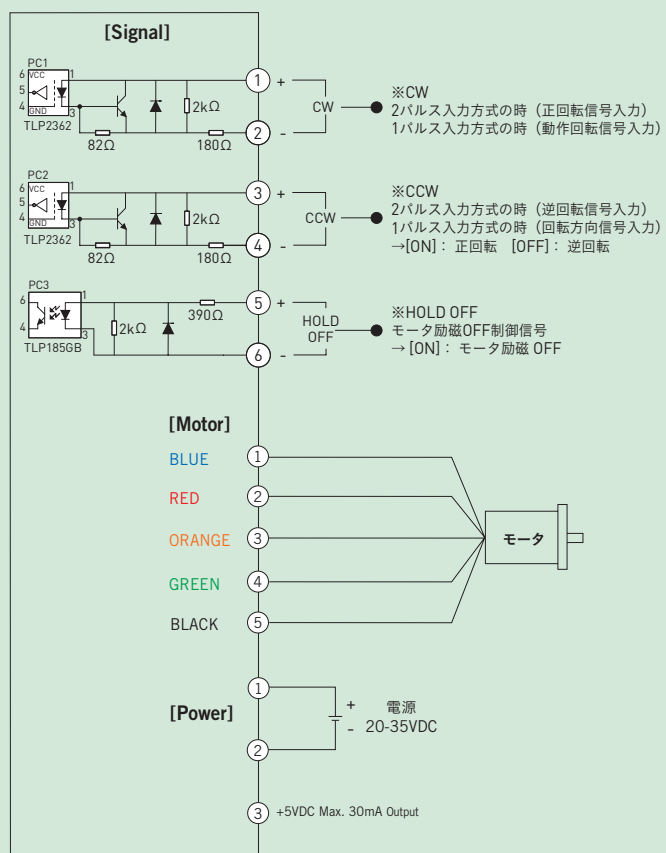 [Signal]
PC1
6 VCC 1
5
4 GND 3
TLP2362
82Ω
2kΩ
180Ω
1 +
2 -
CW
※CW
2パルス入力方式の時（正回転信号入力）
1パルス入力方式の時（動作回転信号入力）
PC2
6 VCC 1
5
4 GND 3
TLP2362
82Ω
2kΩ
180Ω
3 +
4 -
CCW
※CCW
2パルス入力方式の時（逆回転信号入力）
1パルス入力方式の時（回転方向信号入力）
→[ON]： 正回転 [OFF]： 逆回転
PC3
6 1
4 3
TLP185GB
2kΩ
390Ω
5 +
6 -
HOLD
OFF
※HOLD OFF
モータ励磁OFF制御信号
→ [ON]： モータ励磁 OFF
[Motor]
BLUE 1
RED 2
ORANGE 3
GREEN 4
BLACK 5
モータ
[Power]
1
2
+
-
電源
20-35VDC
3 +5VDC Max. 30mA Output